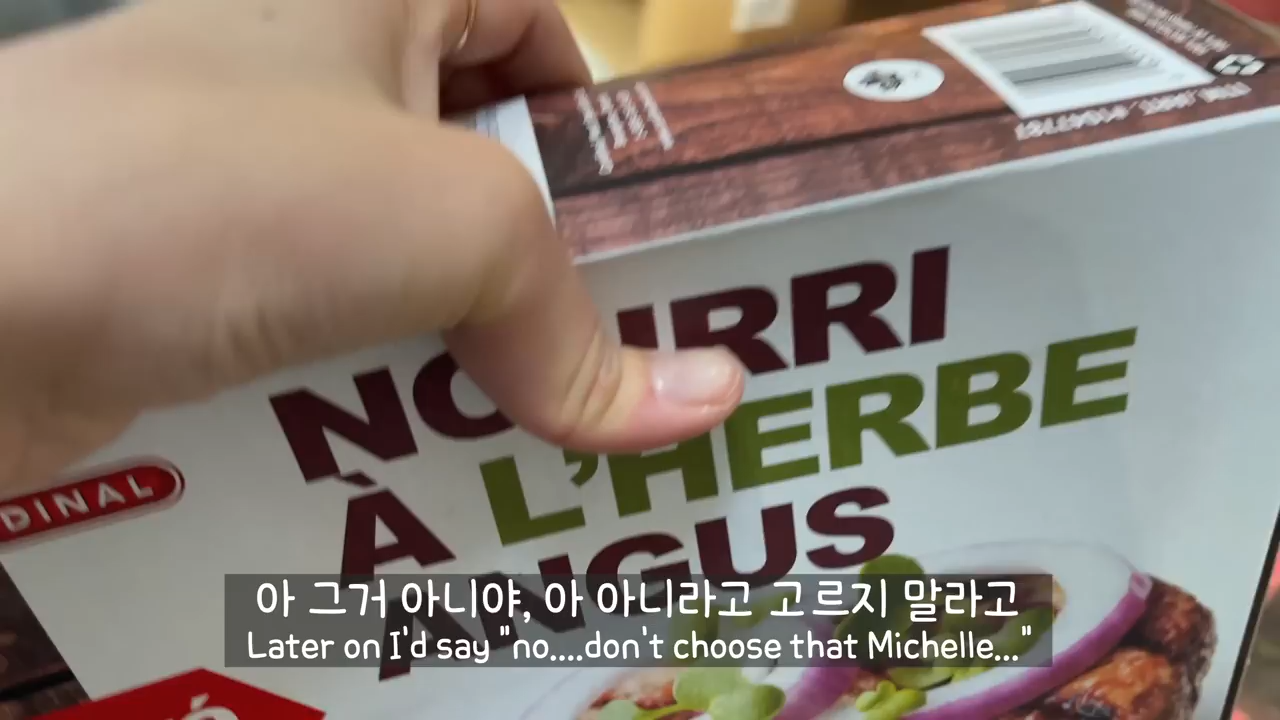 NOURRI
À L'HERBE
ANGUS
DINAL
아 그거 아니야, 아 아니라고 고르지 말라고
Later on I'd say "no....don't choose that Michelle..."